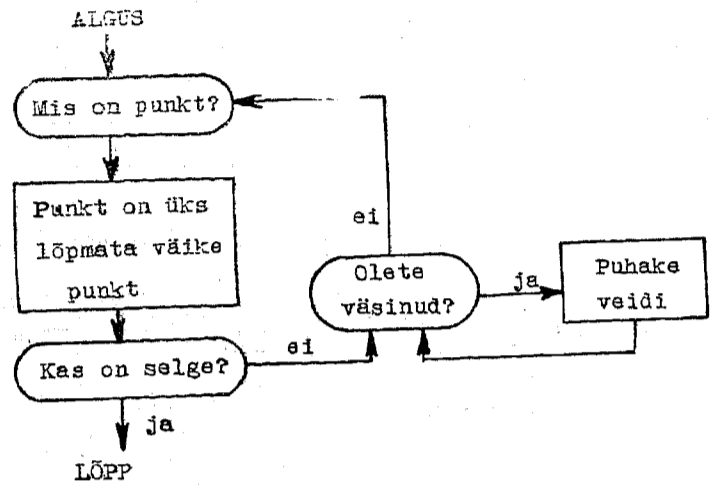 ALGUS
Mis on punkt?
Punkt on üks
lõpmata väike
punkt
Kas on selge?
ei
ja
LÕPP
Olete
väsinud?
ei
ja
Puhake
veidi